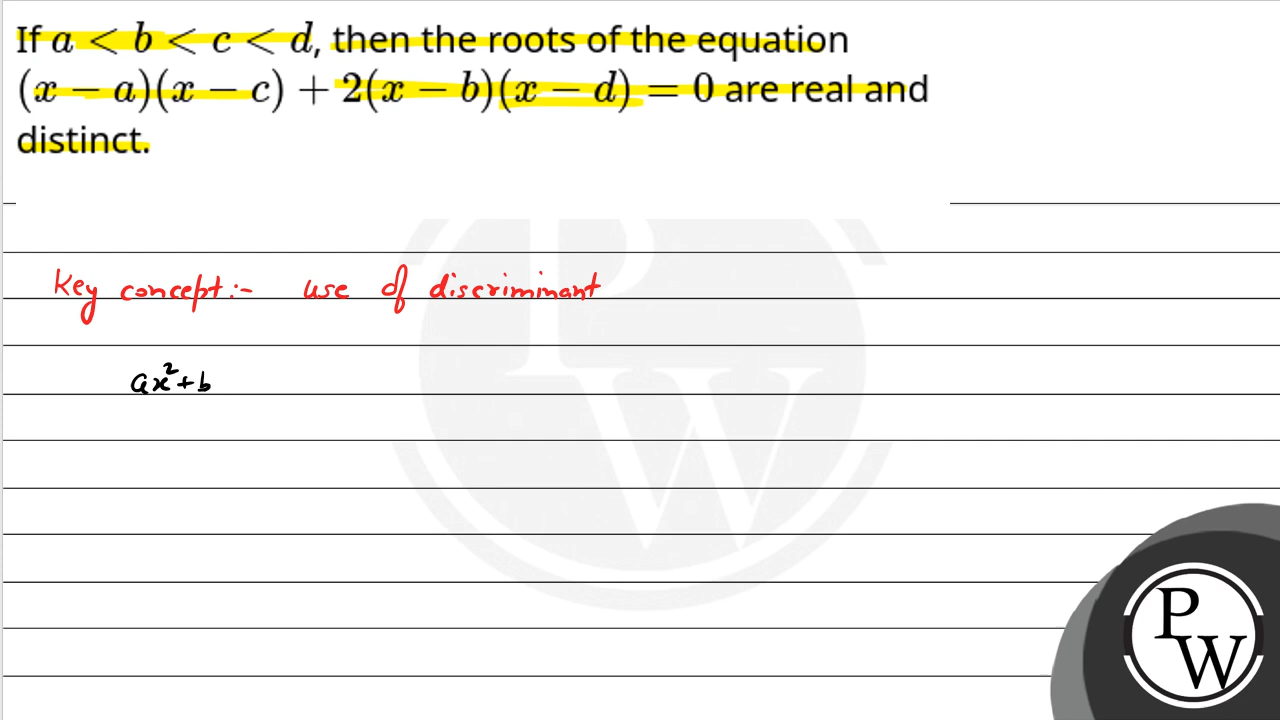 If a < b < c < d, then the roots of the equation
(x − a)(x − c) + 2(x − b)(x − d) = 0 are real and
distinct.
Key concept:- use of discriminant
ax²+b
P
W